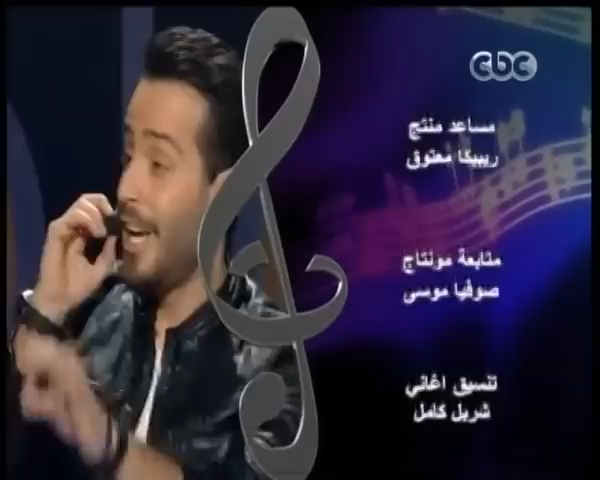 cbc
مساعد منتج
ريبيكا معتوق
متابعة مونتاج
صوفيا موسى
تنسيق اغاني
شربل كامل